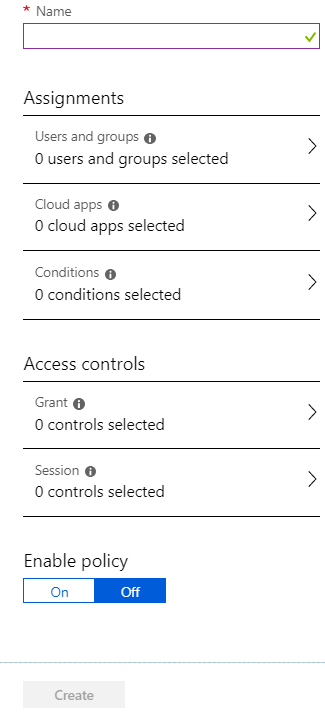 * Name
Assignments
Users and groups
0 users and groups selected
Cloud apps
0 cloud apps selected
Conditions
0 conditions selected
Access controls
Grant
0 controls selected
Session
0 controls selected
Enable policy
On Off
Create